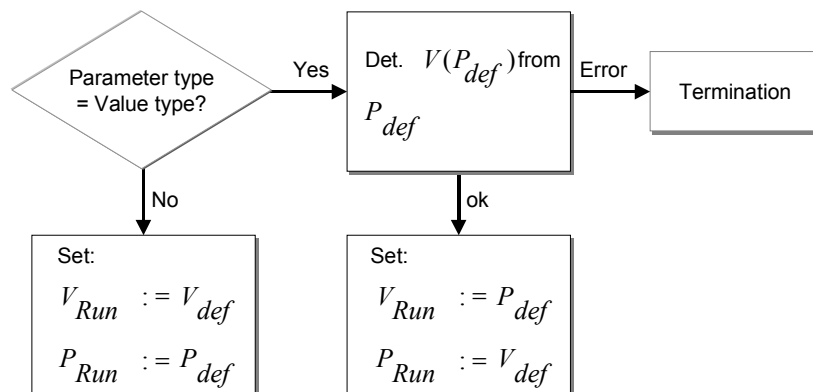 Parameter type
= Value type?
Yes
Det. V(P_def) from
P_def
Error
Termination
No
ok
Set:
V_Run := V_def
P_Run := P_def
Set:
V_Run := P_def
P_Run := V_def